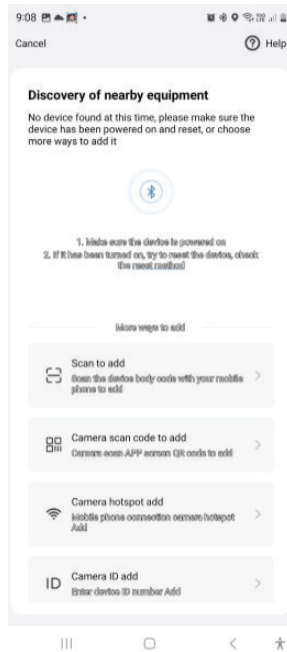 9:08
Cancel
Help
Discovery of nearby equipment
No device found at this time, please make sure the
device has been powered on and reset, or choose
more ways to add it
1. Make sure the device is powered on
2. If it has been turned on, try to reset the device, check
the reset method
More ways to add
Scan to add
Scan the device body code with your mobile
phone to add
Camera scan code to add
Camera scan APP screen QR code to add
Camera hotspot add
Mobile phone connection camera hotspot
Add
ID
Camera ID add
Enter device ID number Add